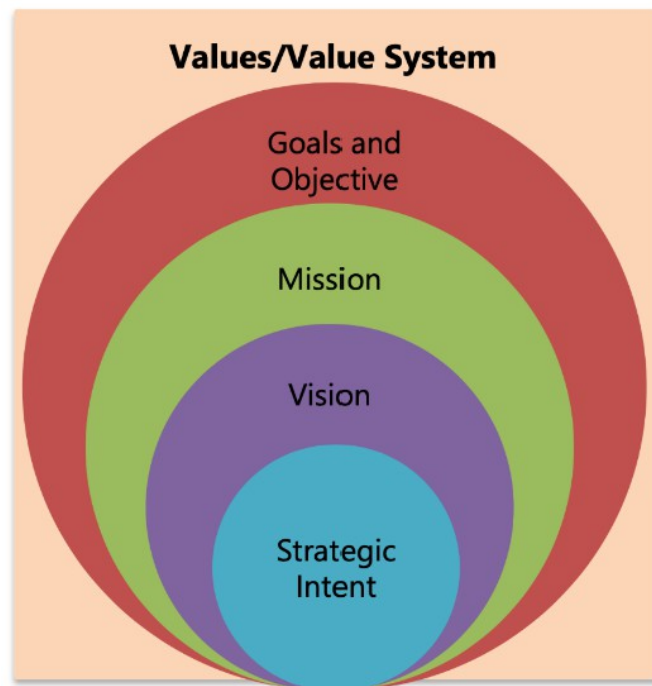 Values/Value System
Goals and
Objective
Mission
Vision
Strategic
Intent